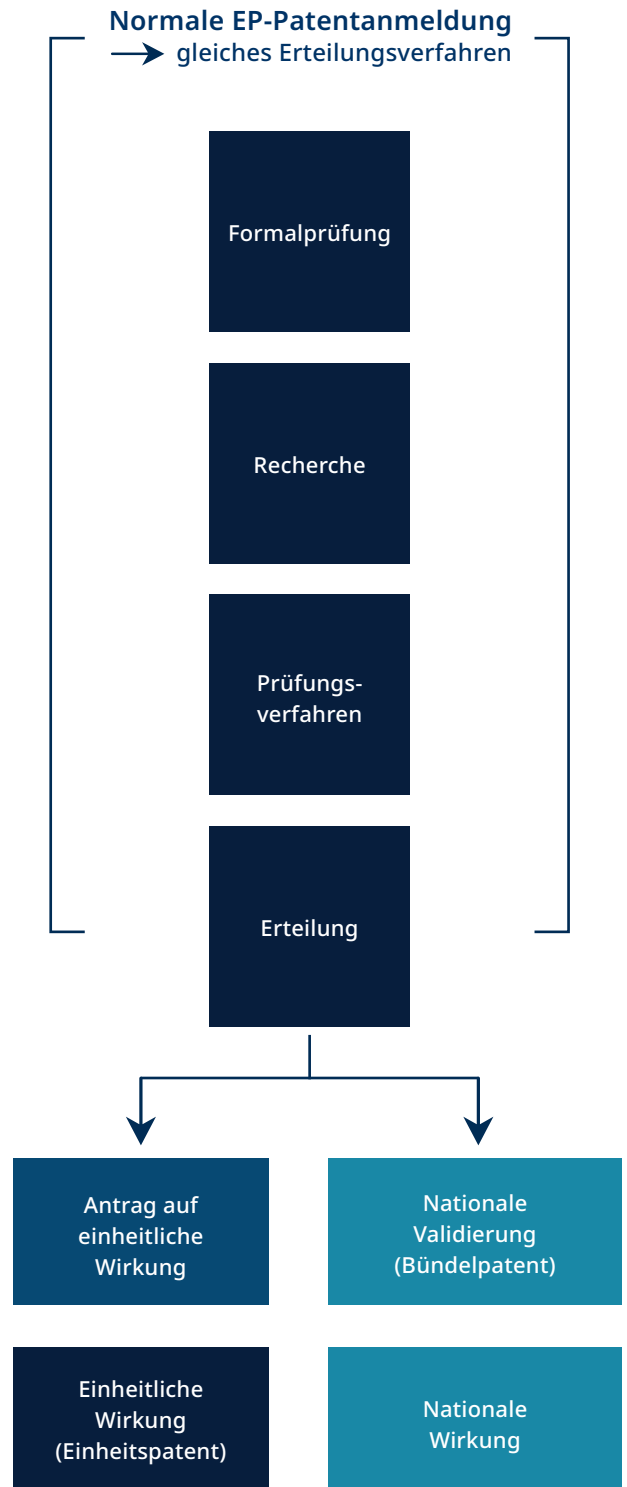 Normale EP-Patentanmeldung
gleiches Erteilungsverfahren
Formalprüfung
Recherche
Prüfungs-
verfahren
Erteilung
Antrag auf
einheitliche
Wirkung
Nationale
Validierung
(Bündelpatent)
Einheitliche
Wirkung
(Einheitspatent)
Nationale
Wirkung